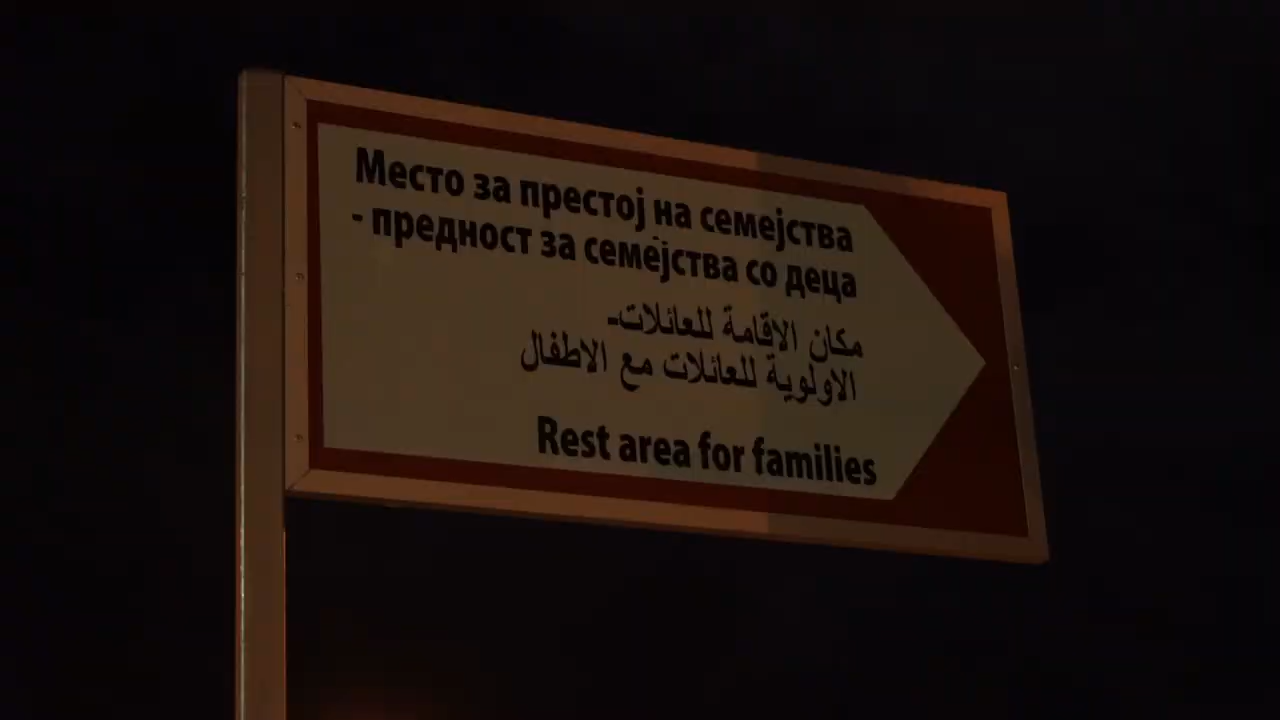 Место за престој на семејства
- предност за семејства со деца
مكان الاقامة للعائلات-
الاولوية للعائلات مع الاطفال
Rest area for families